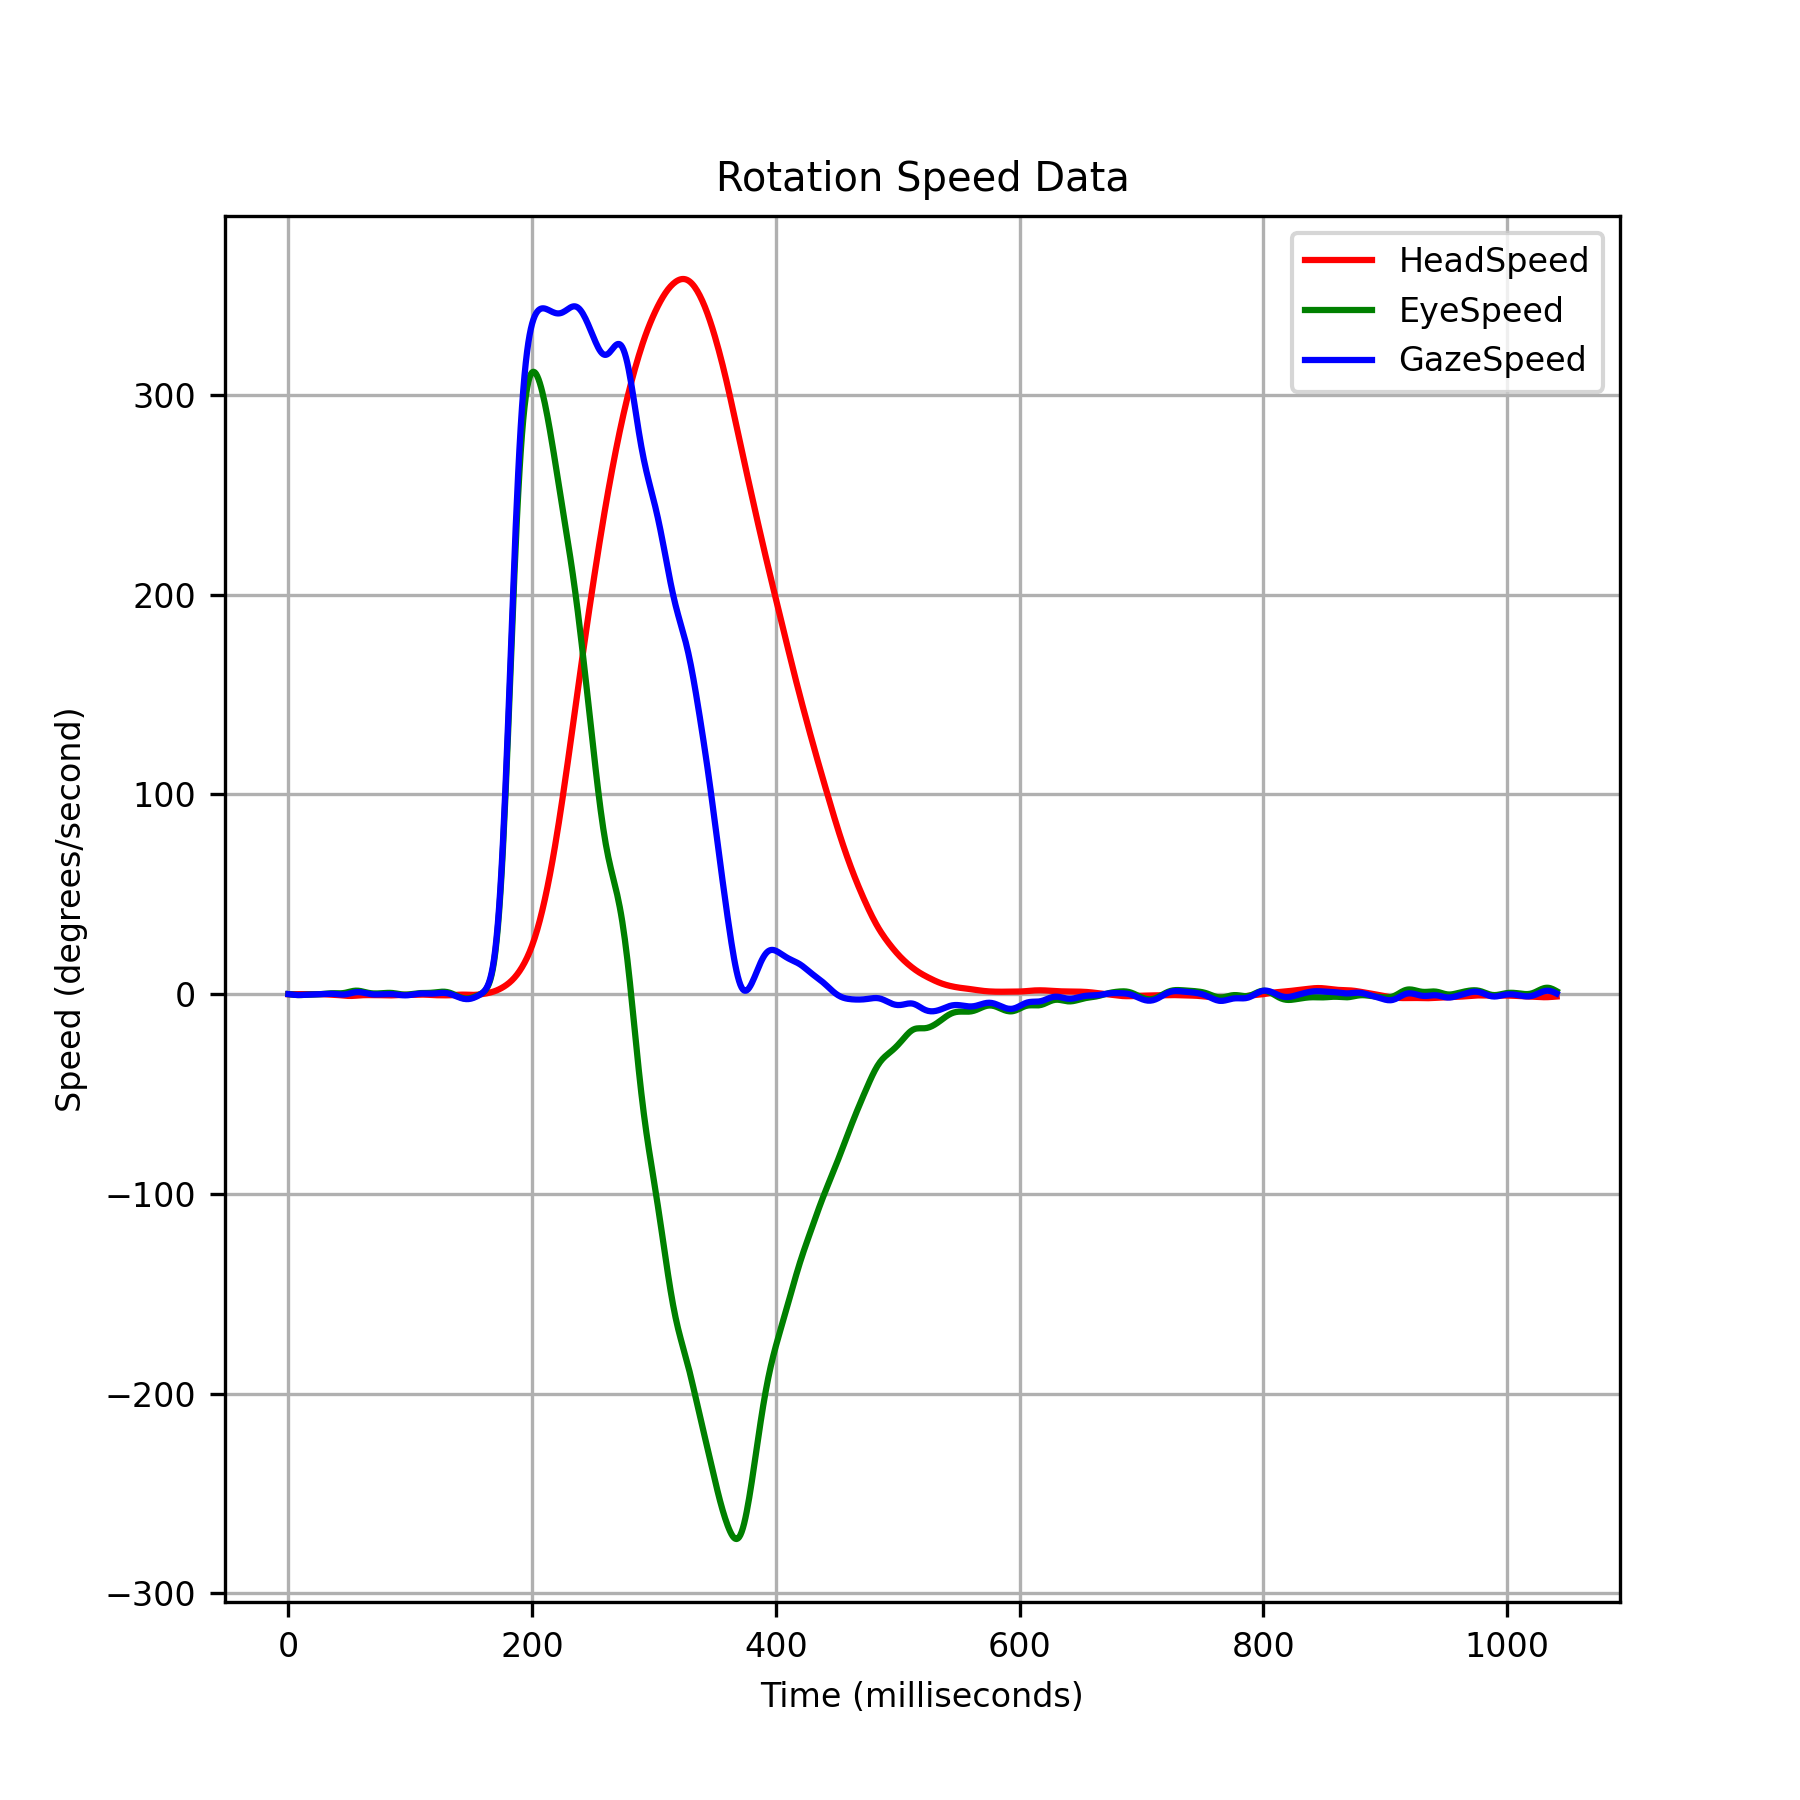 Rotation Speed Data
HeadSpeed
EyeSpeed
GazeSpeed
Speed (degrees/second)
300
200
100
0
−100
−200
−300
0 200 400 600 800 1000
Time (milliseconds)